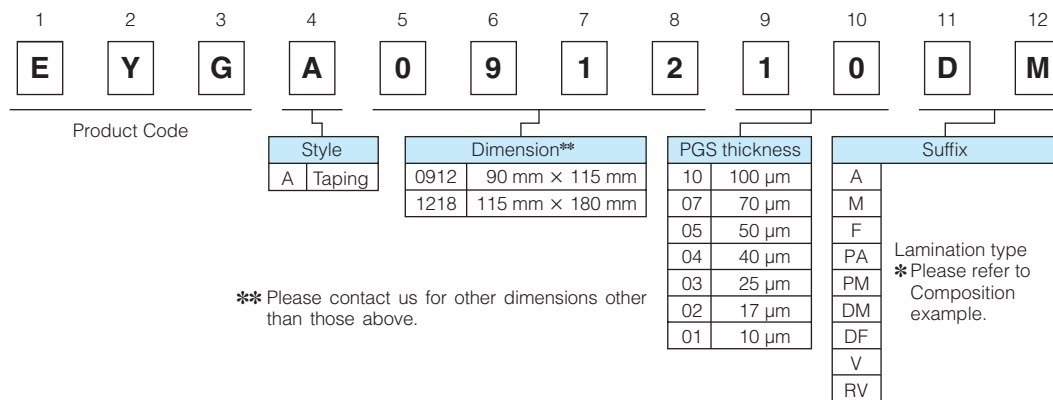 1 2 3 4 5 6 7 8 9 10 11 12
E Y G A 0 9 1 2 1 0 D M
Product Code
Style
A Taping
Dimension**
0912 90 mm × 115 mm
1218 115 mm × 180 mm
PGS thickness
10 100 µm
07 70 µm
05 50 µm
04 40 µm
03 25 µm
02 17 µm
01 10 µm
Suffix
A
M
F
PA
PM
DM
DF
V
RV
Lamination type
*Please refer to
Composition
example.
** Please contact us for other dimensions other
than those above.